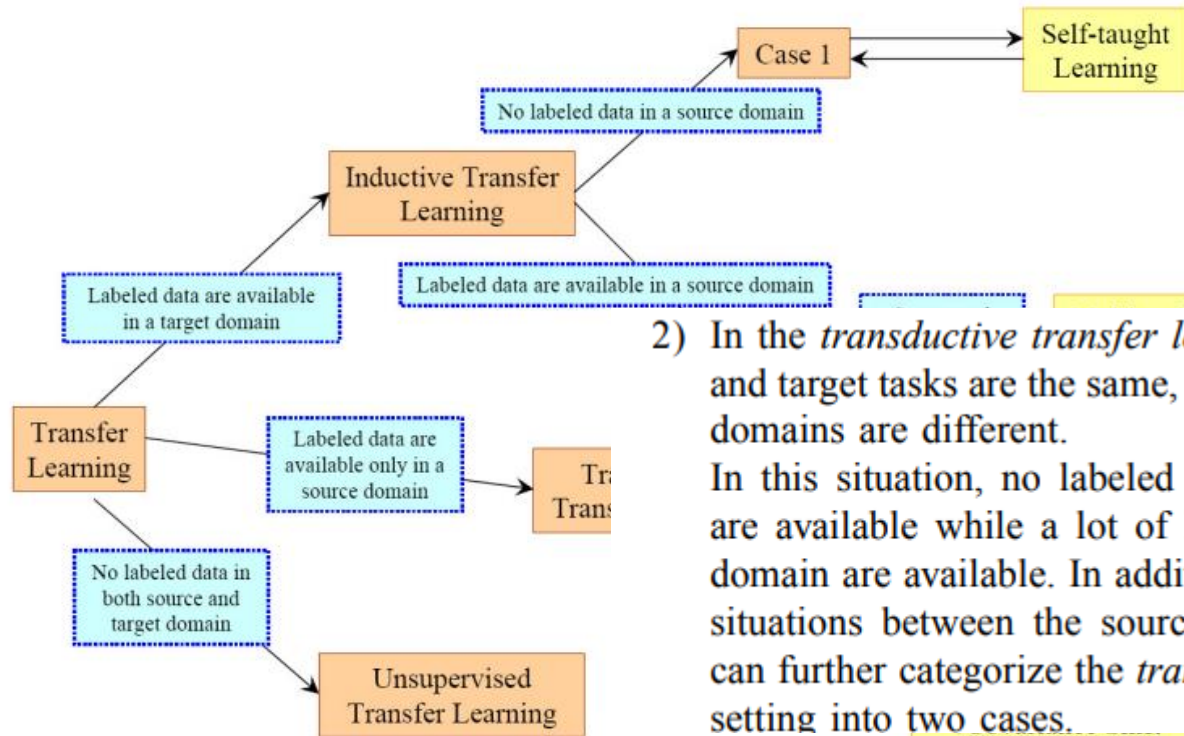 Self-taught
Learning
Case 1
No labeled data in a source domain
Inductive Transfer
Learning
Labeled data are available in a source domain
Labeled data are available
in a target domain
Transfer
Learning
Labeled data are
available only in a
source domain
No labeled data in
both source and
target domain
Unsupervised
Transfer Learning
2) In the transductive transfer
and target tasks are the same,
domains are different.
In this situation, no labeled
are available while a lot of
domain are available. In
situations between the
can further categorize the
setting into two cases.